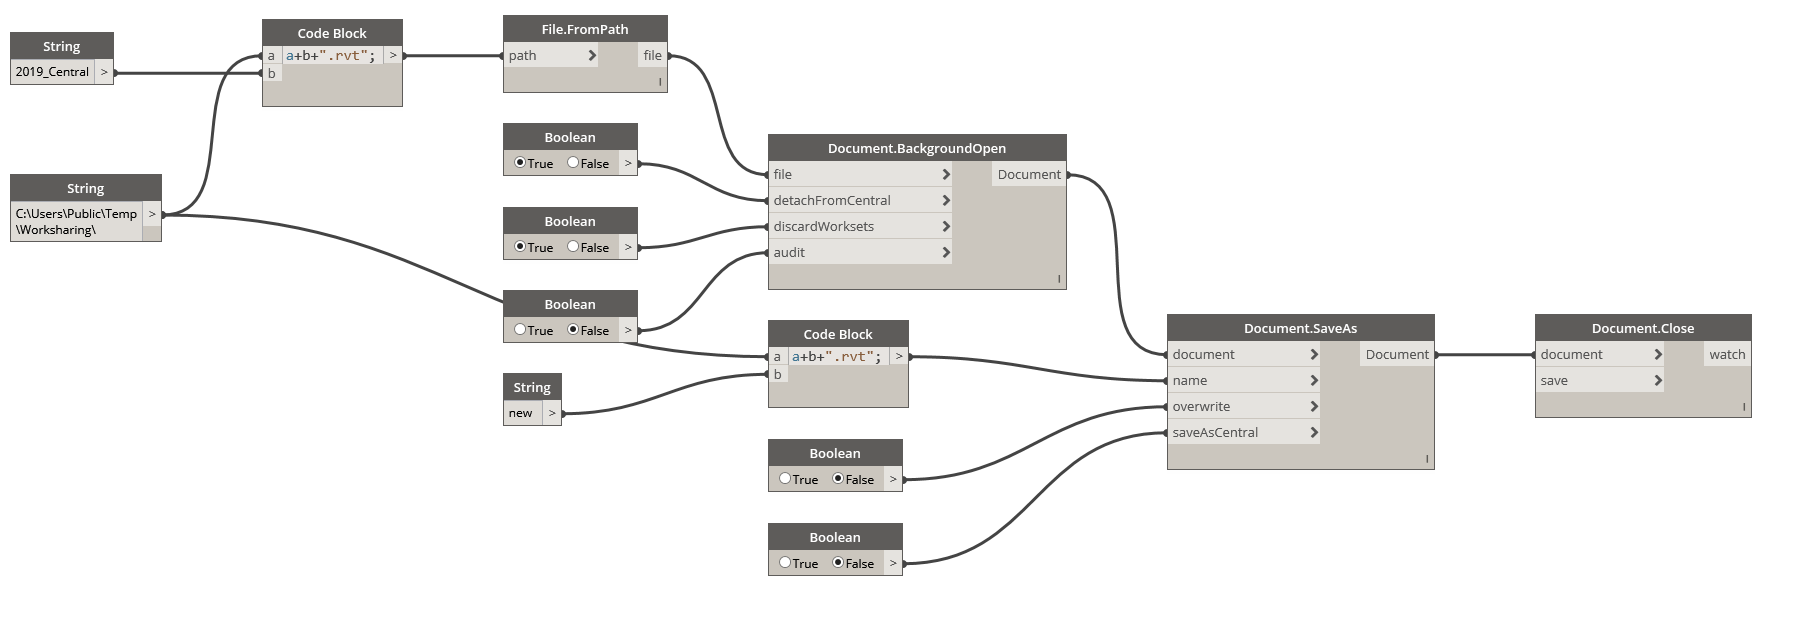 String
2019_Central >
String
C:\Users\Public\Temp >
\Worksharing\
Code Block
a a+b+".rvt"; >
b
File.FromPath
path > file
l
Boolean
True False >
Boolean
True False >
Boolean
True False >
String
new >
Document.BackgroundOpen
file > Document
detachFromCentral >
discardWorksets >
audit >
l
Code Block
a a+b+".rvt"; >
b
Boolean
True False >
Boolean
True False >
Document.SaveAs
document > Document
name >
overwrite >
saveAsCentral >
l
Document.Close
document > watch
save >
l